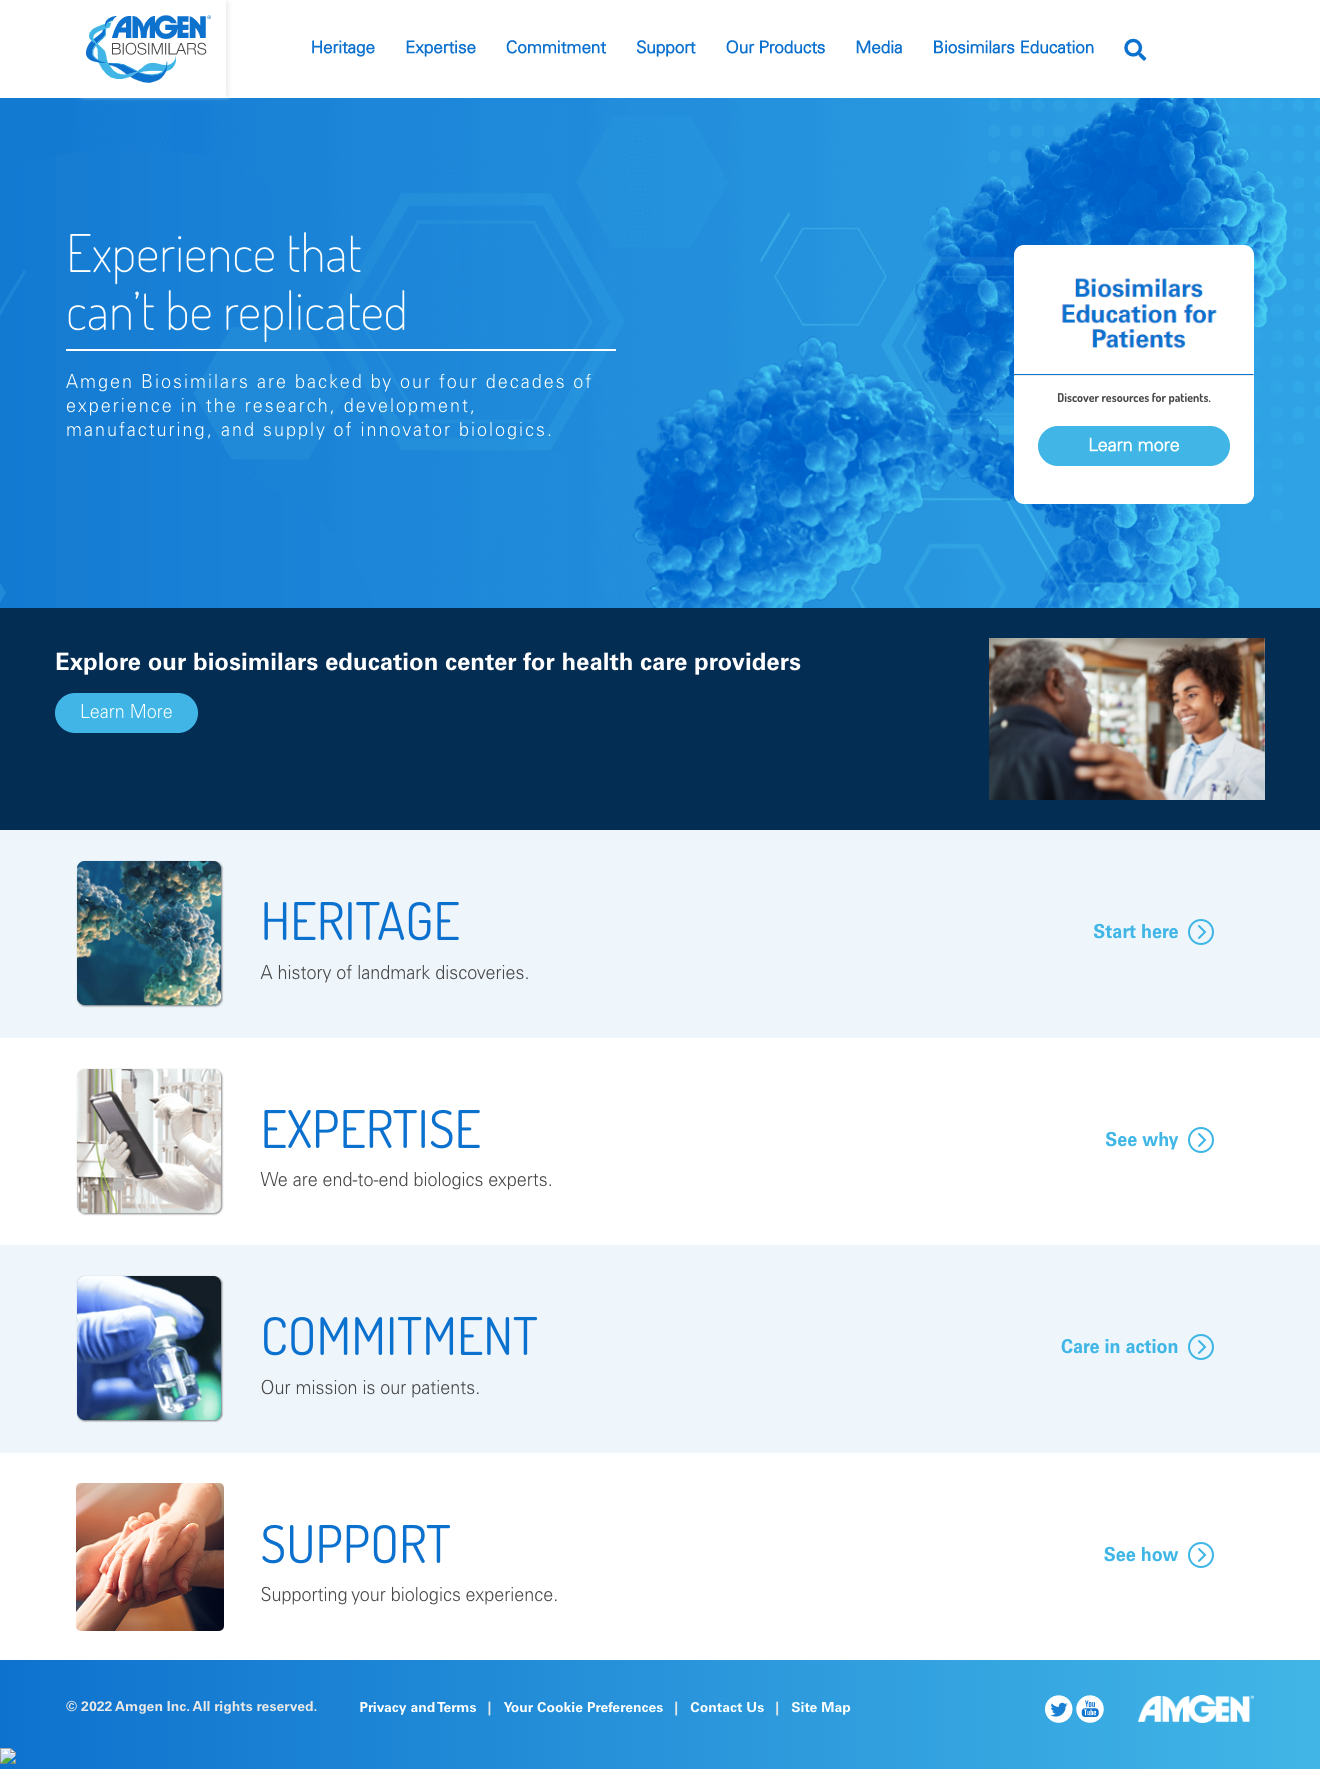 AMGEN®
BIOSIMILARS
Heritage Expertise Commitment Support Our Products Media Biosimilars Education
Experience that
can't be replicated
Amgen Biosimilars are backed by our four decades of
experience in the research, development,
manufacturing, and supply of innovator biologics.
Biosimilars
Education for
Patients
Discover resources for patients.
Learn more
Explore our biosimilars education center for health care providers
Learn More
HERITAGE
A history of landmark discoveries.
Start here
EXPERTISE
We are end-to-end biologics experts.
See why
COMMITMENT
Our mission is our patients.
Care in action
SUPPORT
Supporting your biologics experience.
See how
© 2022 Amgen Inc. All rights reserved. Privacy and Terms | Your Cookie Preferences | Contact Us | Site Map
You
Tube
AMGEN®